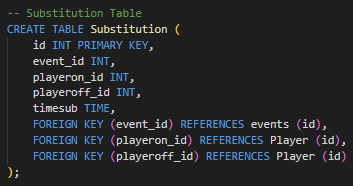 -- Substitution Table
CREATE TABLE Substitution (
    id INT PRIMARY KEY,
    event_id INT,
    playeron_id INT,
    playeroff_id INT,
    timesub TIME,
    FOREIGN KEY (event_id) REFERENCES events (id),
    FOREIGN KEY (playeron_id) REFERENCES Player (id),
    FOREIGN KEY (playeroff_id) REFERENCES Player (id)
);